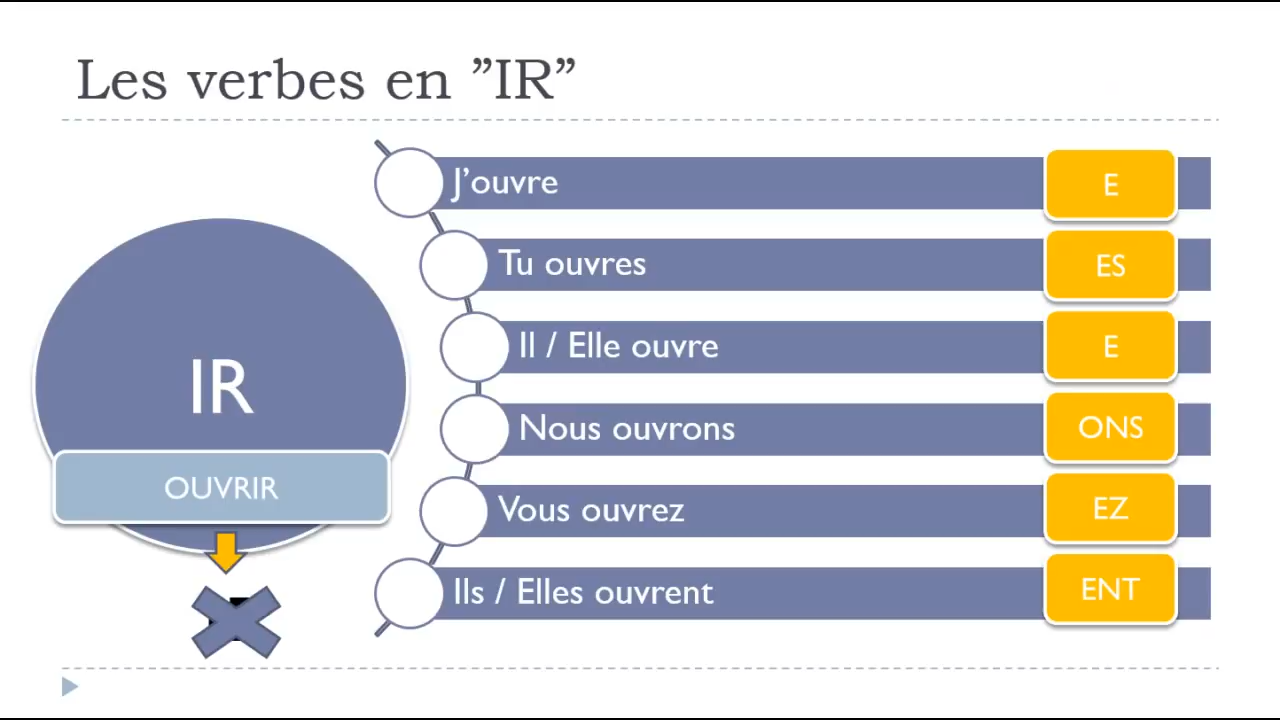 Les verbes en ”IR”
J’ouvre
E
Tu ouvres
ES
Il / Elle ouvre
E
IR
Nous ouvrons
ONS
OUVRIR
Vous ouvrez
EZ
Ils / Elles ouvrent
ENT